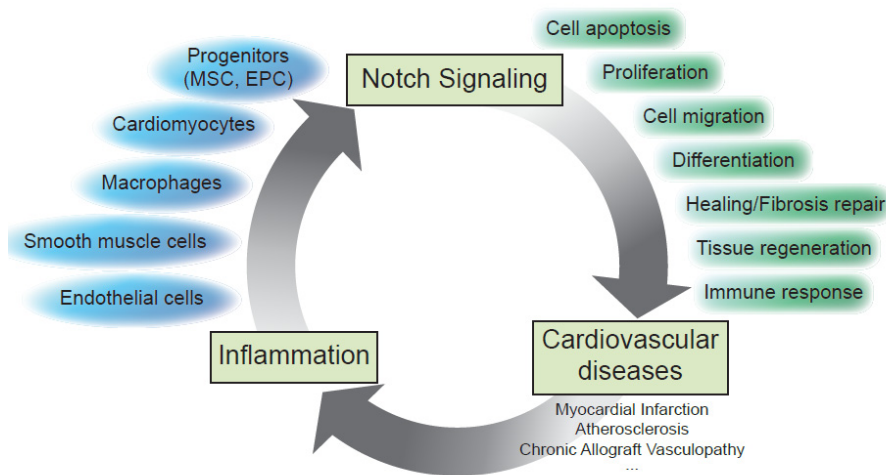 Progenitors
(MSC, EPC)
Cardiomyocytes
Macrophages
Smooth muscle cells
Endothelial cells
Notch Signaling
Cell apoptosis
Proliferation
Cell migration
Differentiation
Healing/Fibrosis repair
Tissue regeneration
Immune response
Inflammation
Cardiovascular
diseases
Myocardial Infarction
Atherosclerosis
Chronic Allograft Vasculopathy
...